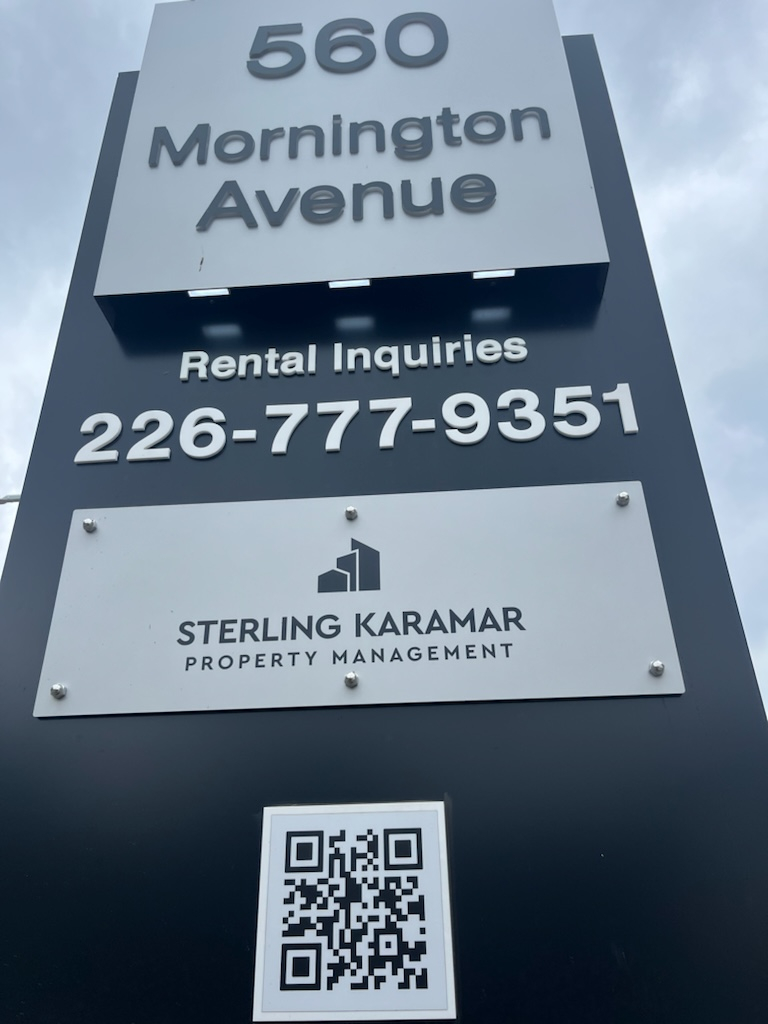 560
Mornington
Avenue
Rental Inquiries
226-777-9351
STERLING KARAMAR
PROPERTY MANAGEMENT